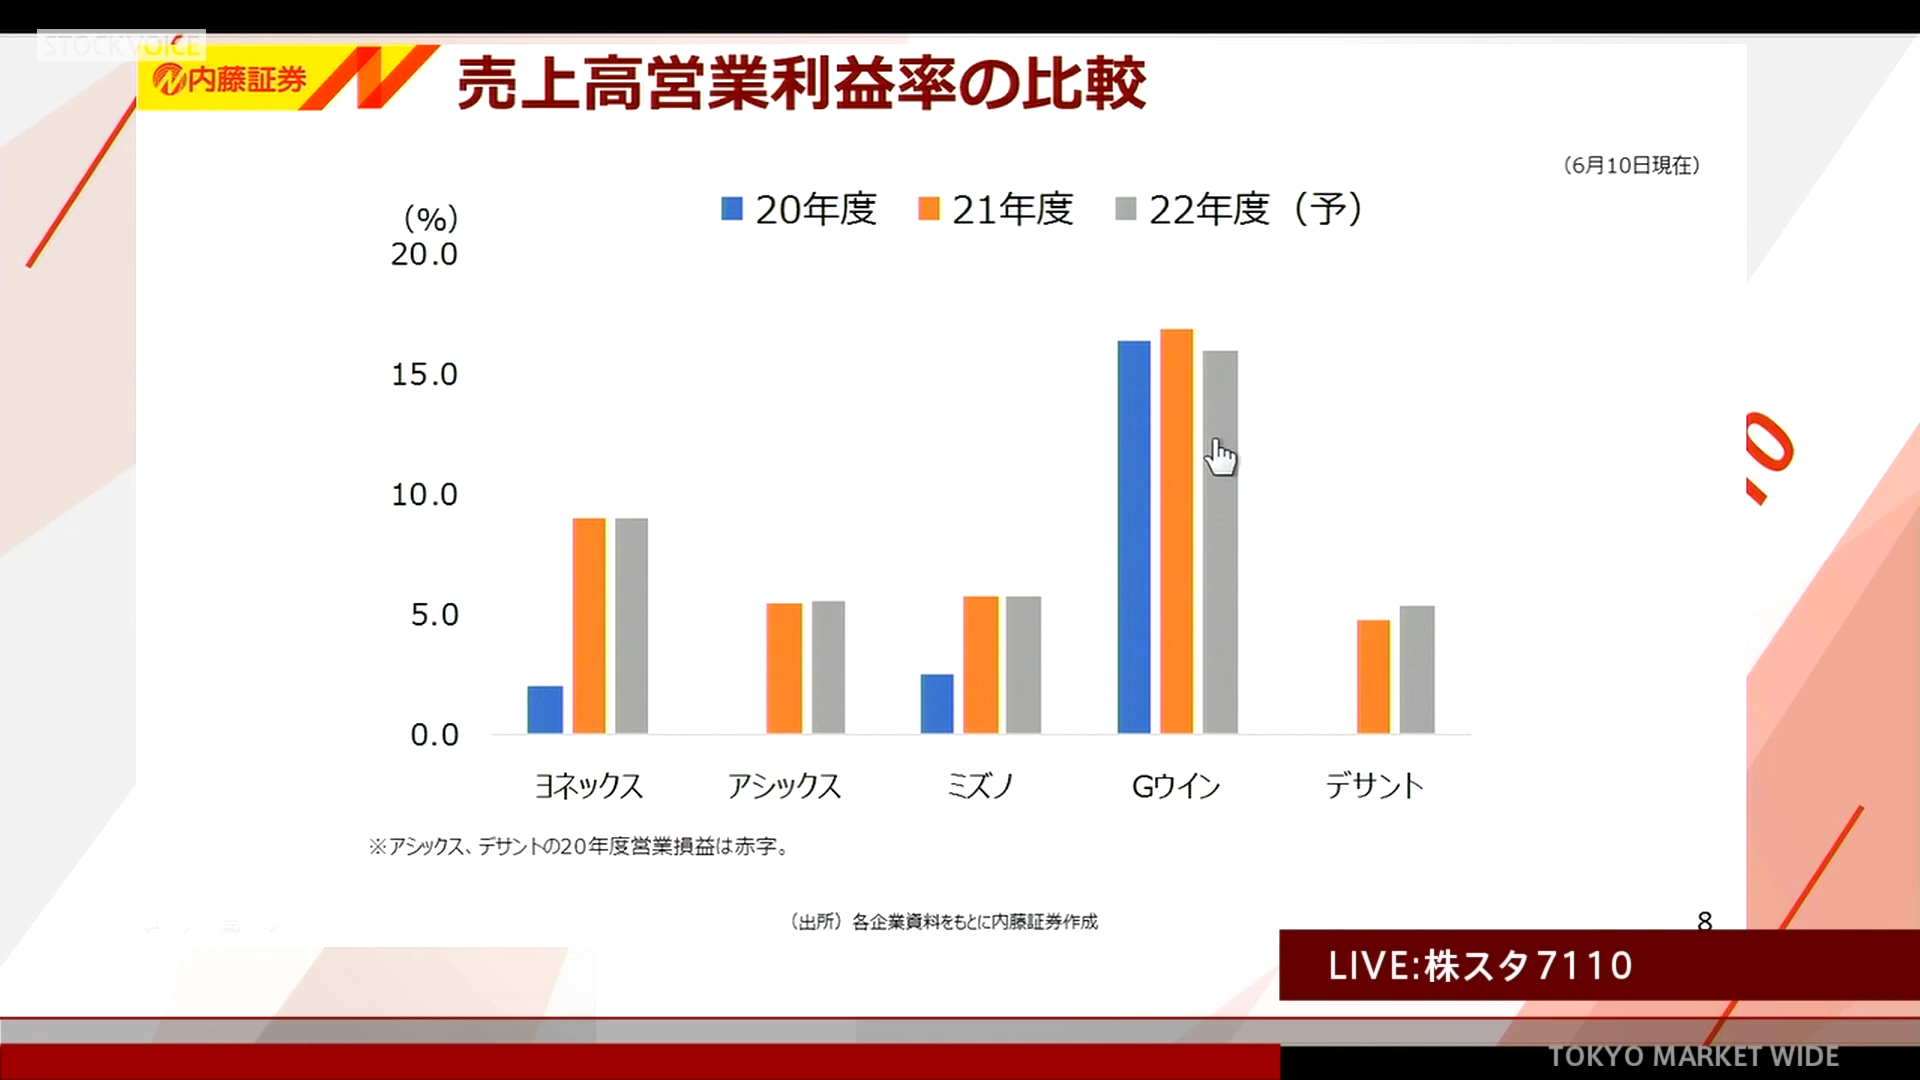 STOCKVOICE
内藤証券
売上高営業利益率の比較
（6月10日現在）
20年度 21年度 22年度（予）
（%）
20.0
15.0
10.0
5.0
0.0
ヨネックス アシックス ミズノ Gウイン デサント
※アシックス、デサントの20年度営業損益は赤字。
（出所）各企業資料をもとに内藤証券作成
8
10
LIVE:株スタ7110
TOKYO MARKET WIDE